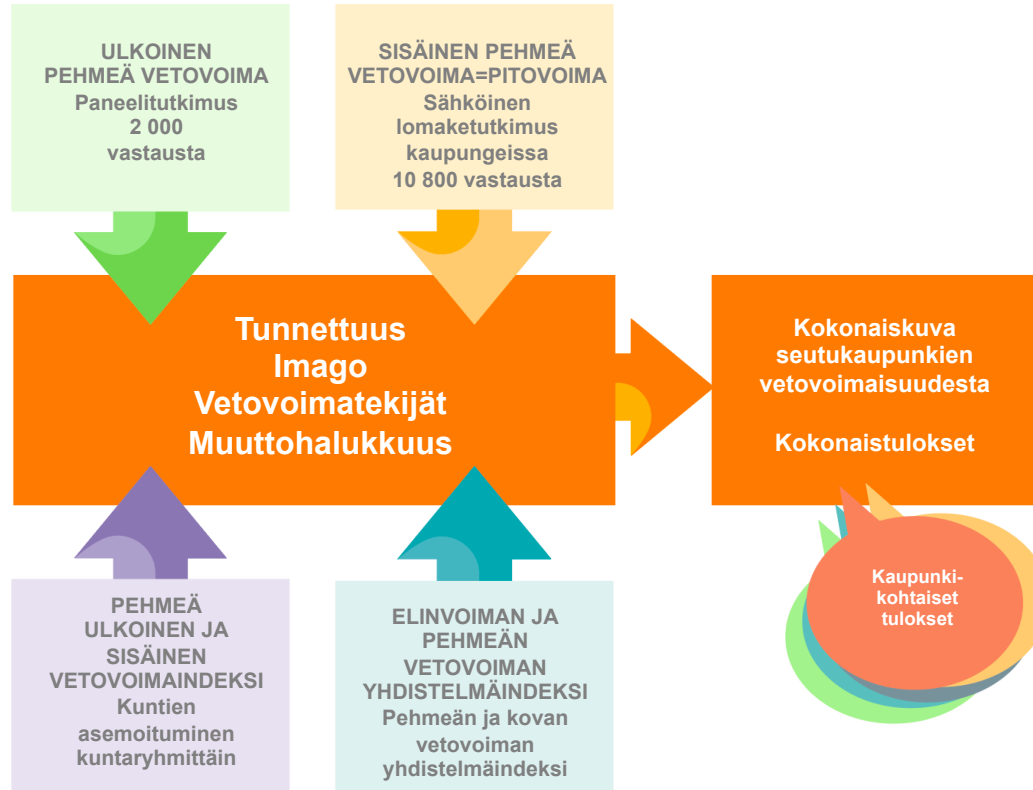 ULKOINEN
PEHMEÄ VETOVOIMA
Paneelitutkimus
2 000
vastausta
SISÄINEN PEHMEÄ
VETOVOIMA=PITOVOIMA
Sähköinen
lomaketutkimus
kaupungeissa
10 800 vastausta
Tunnettuus
Imago
Vetovoimatekijät
Muuttohalukkuus
Kokonaiskuva
seutukaupunkien
vetovoimaisuudesta
Kokonaistulokset
PEHMEÄ
ULKOINEN JA
SISÄINEN
VETOVOIMAINDEKSI
Kuntien
asemoituminen
kuntaryhmittäin
ELINVOIMAN JA
PEHMEÄN
VETOVOIMAN
YHDISTELMÄINDEKSI
Pehmeän ja kovan
vetovoiman
yhdistelmäindeksi
Kaupunki-
kohtaiset
tulokset